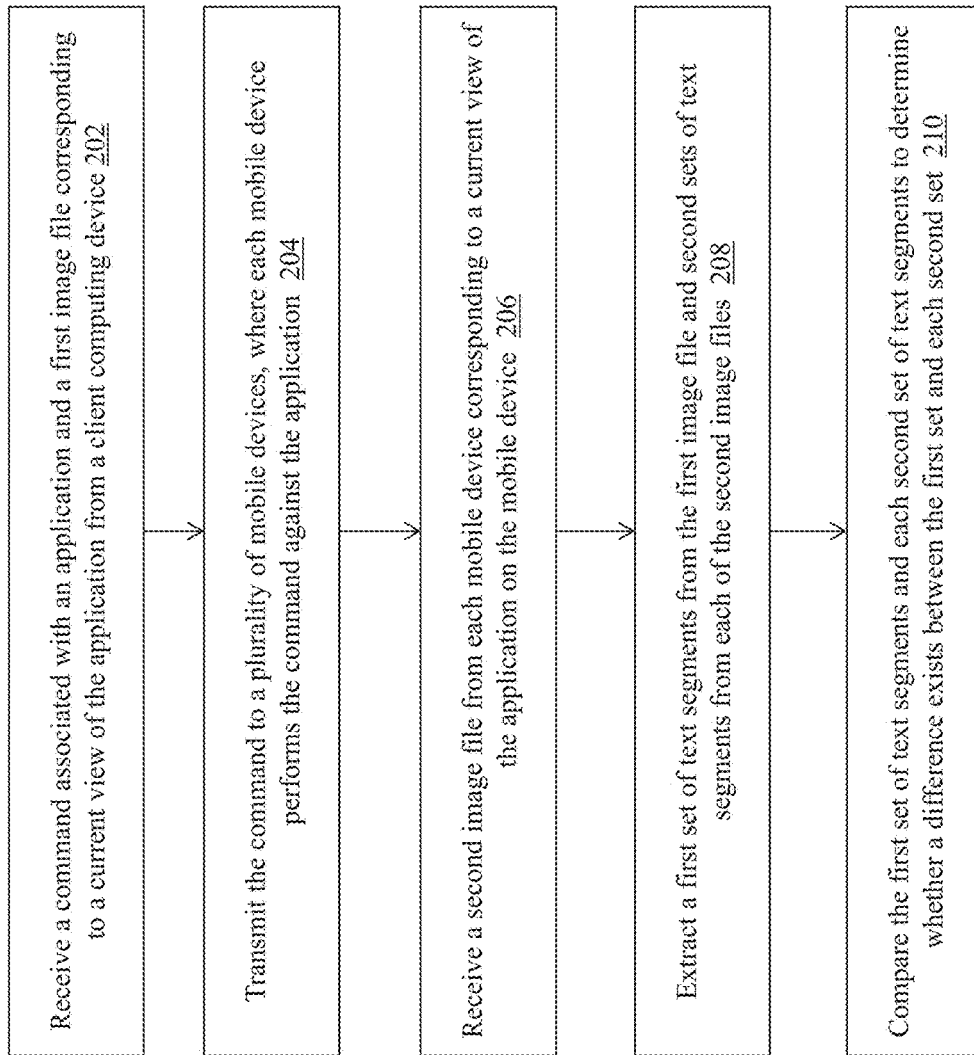 Receive a command associated with an application and a first image file corresponding
to a current view of the application from a client computing device 202
Transmit the command to a plurality of mobile devices, where each mobile device
performs the command against the application 204
Receive a second image file from each mobile device corresponding to a current view of
the application on the mobile device 206
Extract a first set of text segments from the first image file and second sets of text
segments from each of the second image files 208
Compare the first set of text segments and each second set of text segments to determine
whether a difference exists between the first set and each second set 210